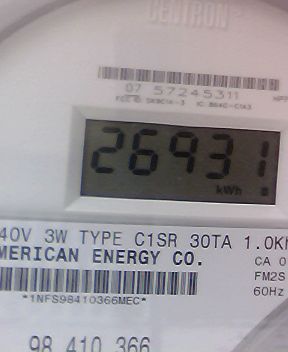 CENTRON
07 57245311
26931
kWh
40V 3W TYPE C1SR 30TA 1.0Kh
MERICAN ENERGY CO.
CA 0
FM2S
60Hz
*1NFS98410366MEC*
98 410 366